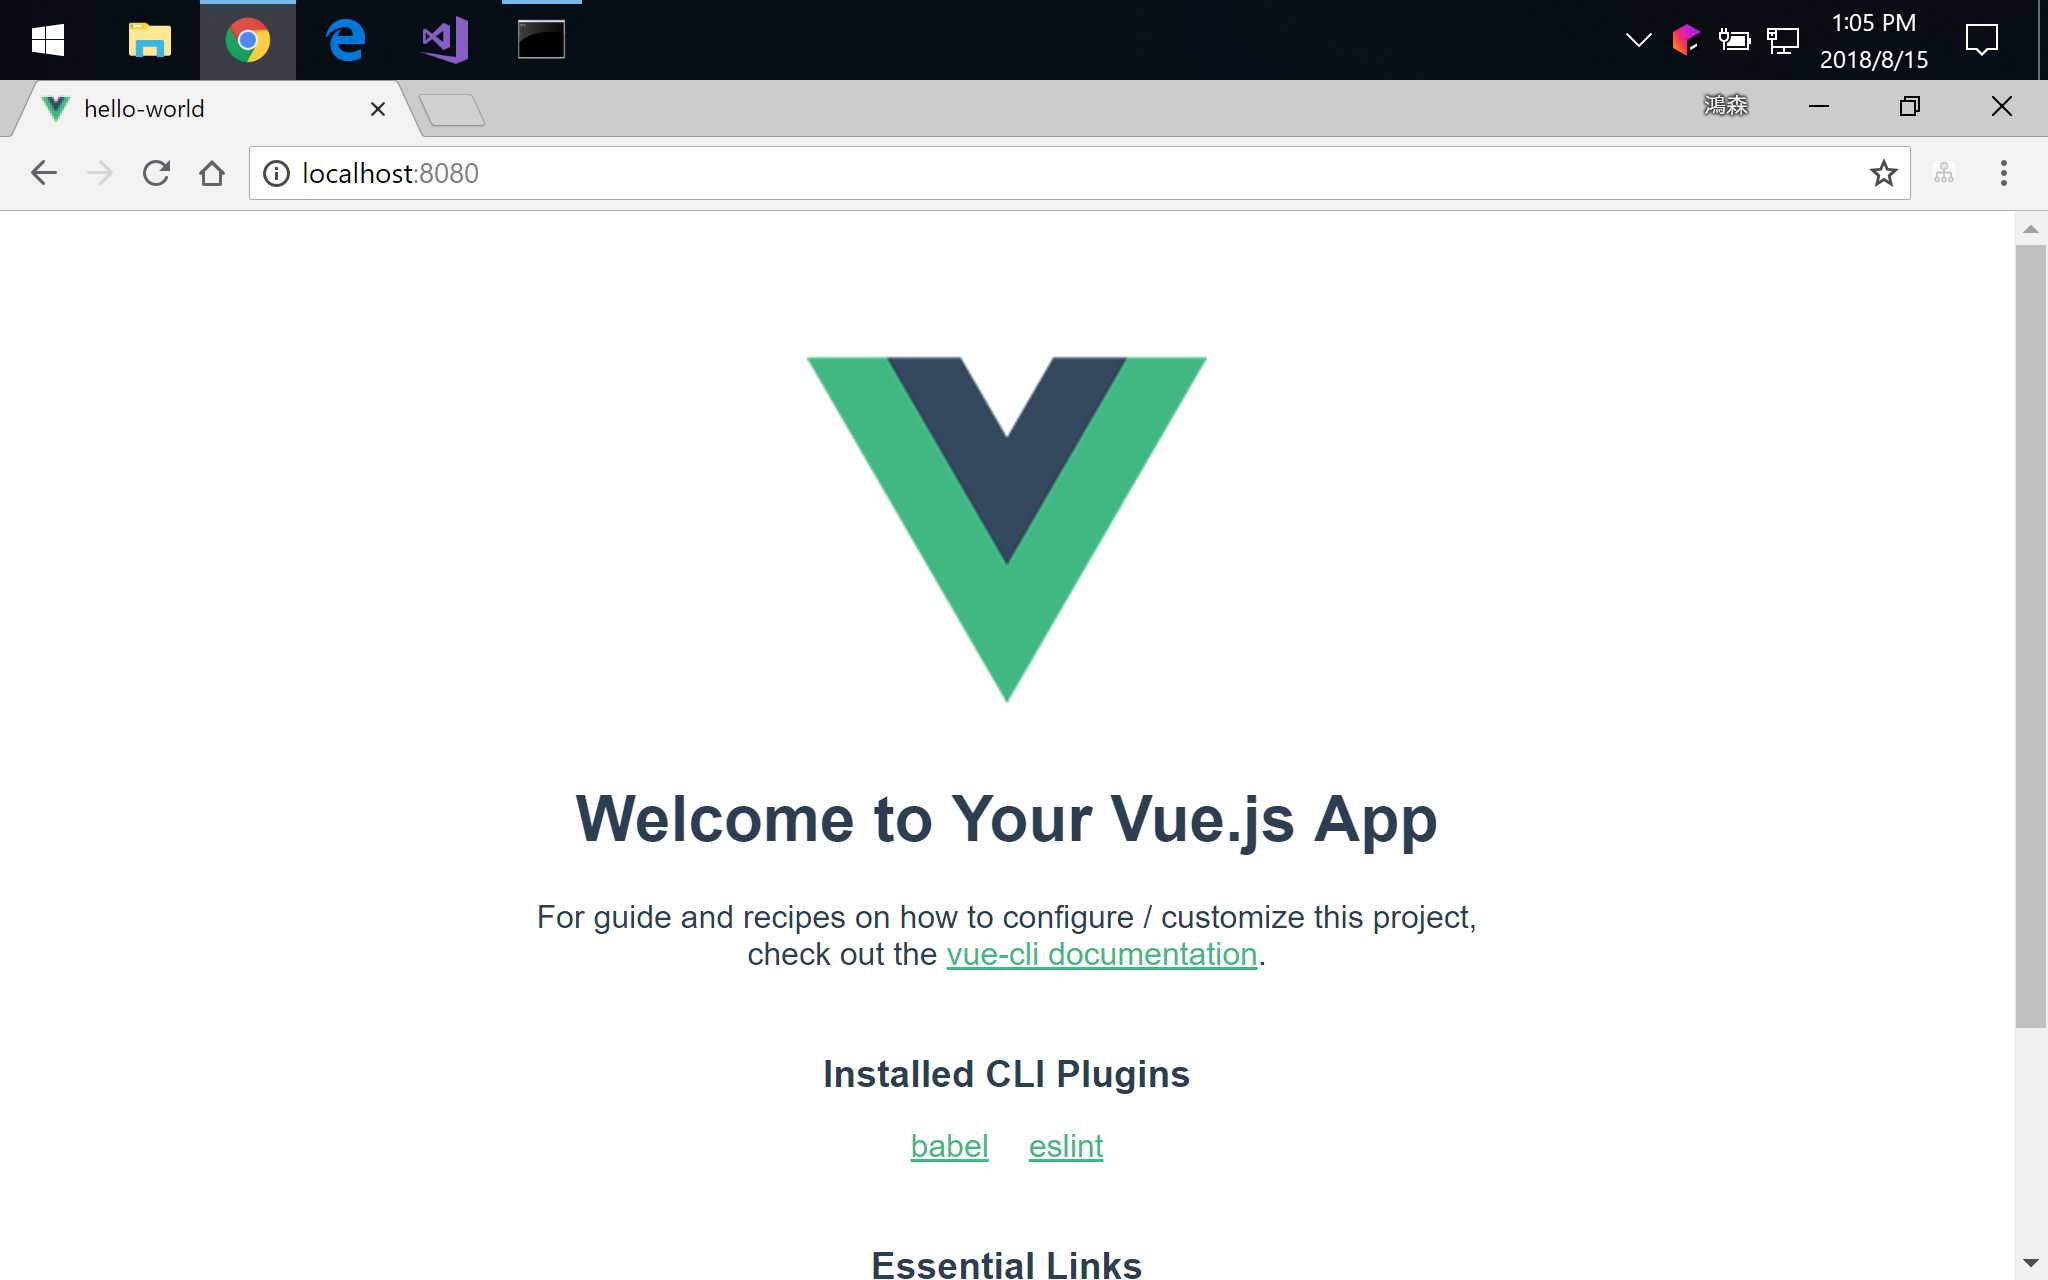 1:05 PM
2018/8/15
hello-world
鴻森
localhost:8080
Welcome to Your Vue.js App
For guide and recipes on how to configure / customize this project,
check out the vue-cli documentation.
Installed CLI Plugins
babel eslint
Essential Links